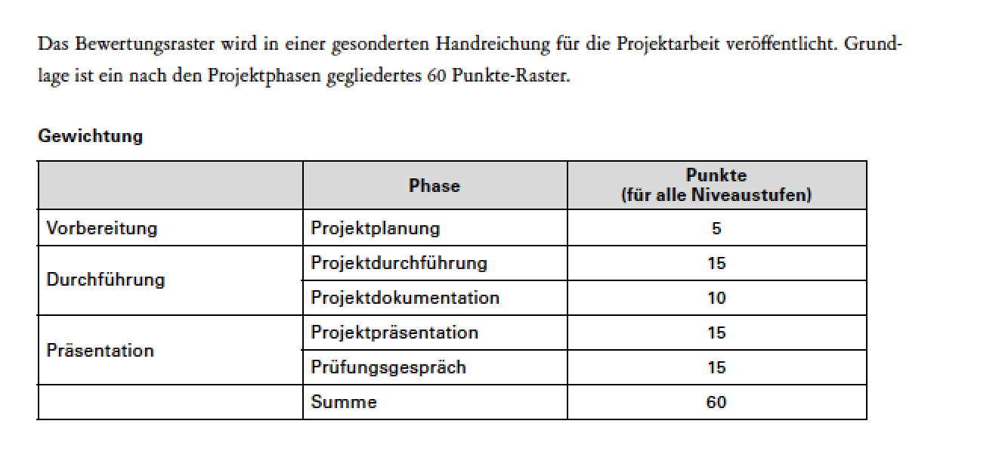 Das Bewertungsraster wird in einer gesonderten Handreichung für die Projektarbeit veröffentlicht. Grund-
lage ist ein nach den Projektphasen gegliedertes 60 Punkte-Raster.
Gewichtung
Phase
Punkte
(für alle Niveaustufen)
Vorbereitung
Projektplanung
5
Durchführung
Projektdurchführung
15
Projektdokumentation
10
Präsentation
Projektpräsentation
15
Prüfungsgespräch
15
Summe
60